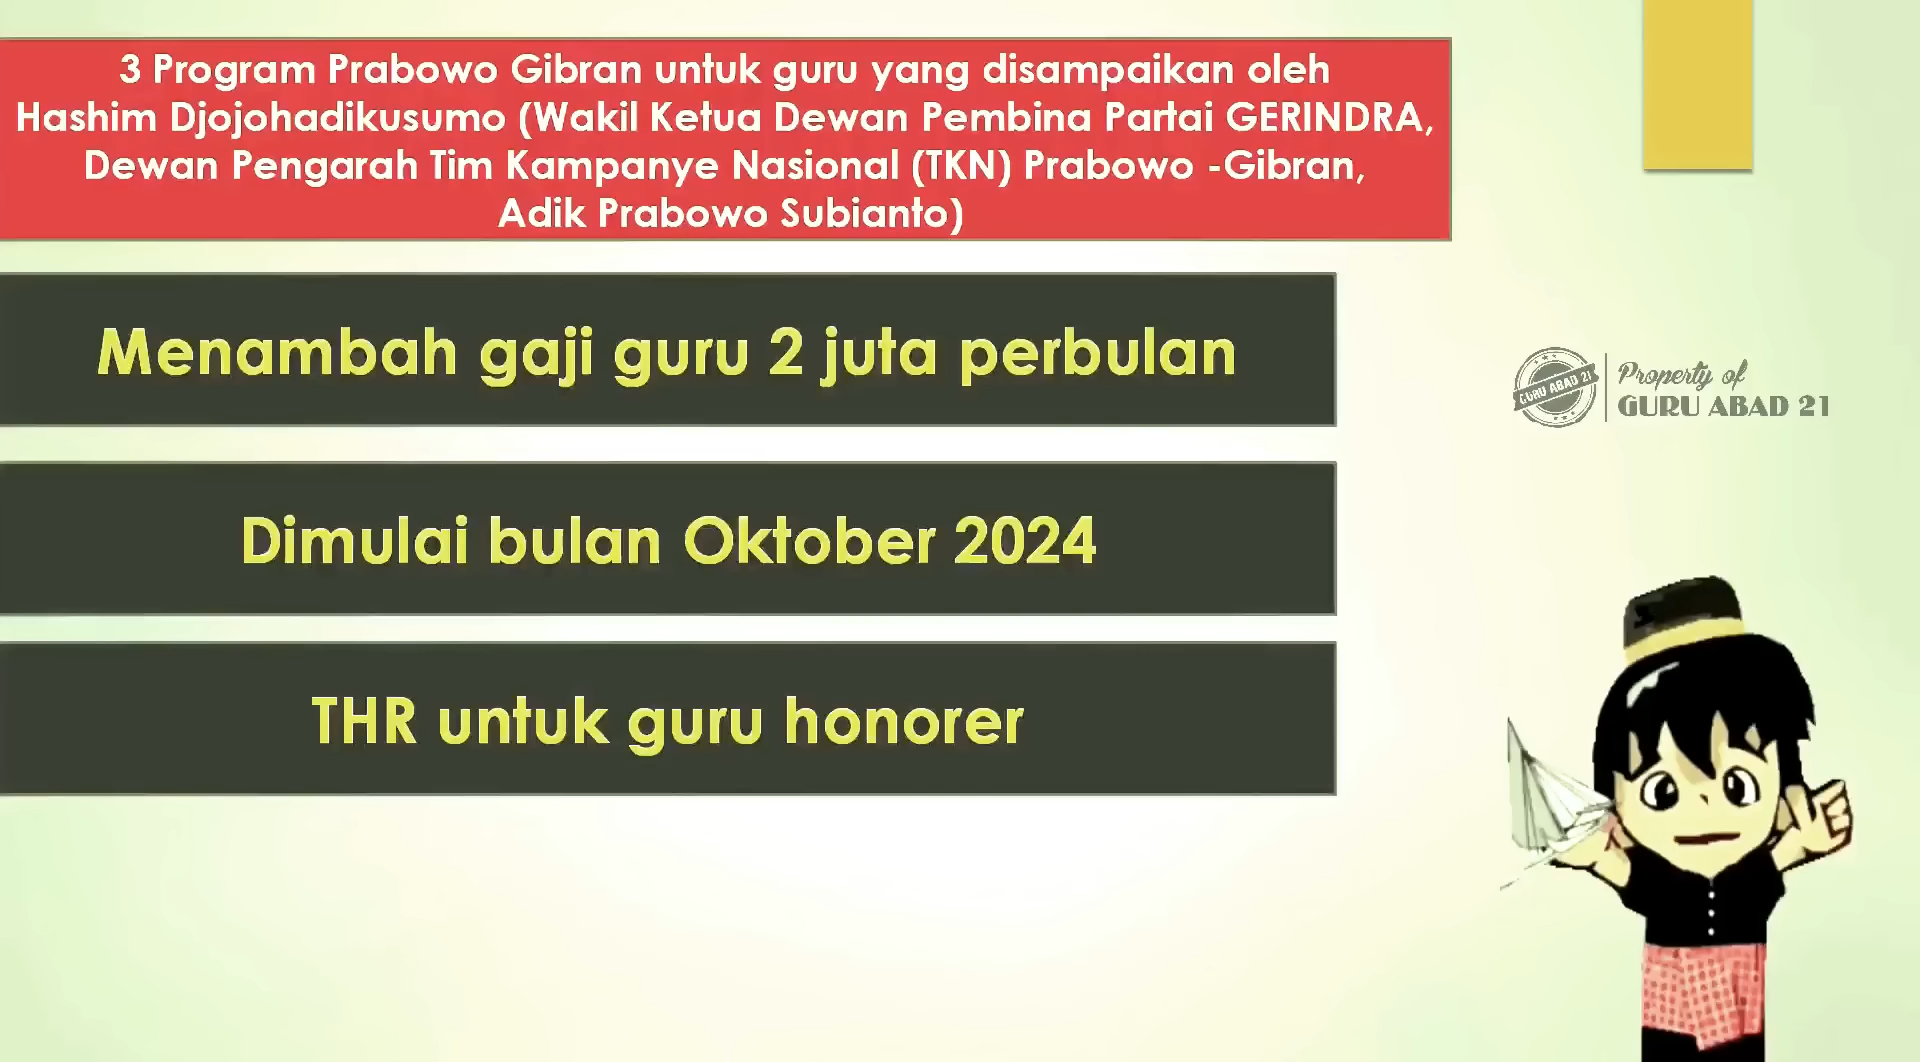 3 Program Prabowo Gibran untuk guru yang disampaikan oleh
Hashim Djojohadikusumo (Wakil Ketua Dewan Pembina Partai GERINDRA,
Dewan Pengarah Tim Kampanye Nasional (TKN) Prabowo -Gibran,
Adik Prabowo Subianto)
Menambah gaji guru 2 juta perbulan
Dimulai bulan Oktober 2024
THR untuk guru honorer
GURU ABAD 21
Property of
GURU ABAD 21